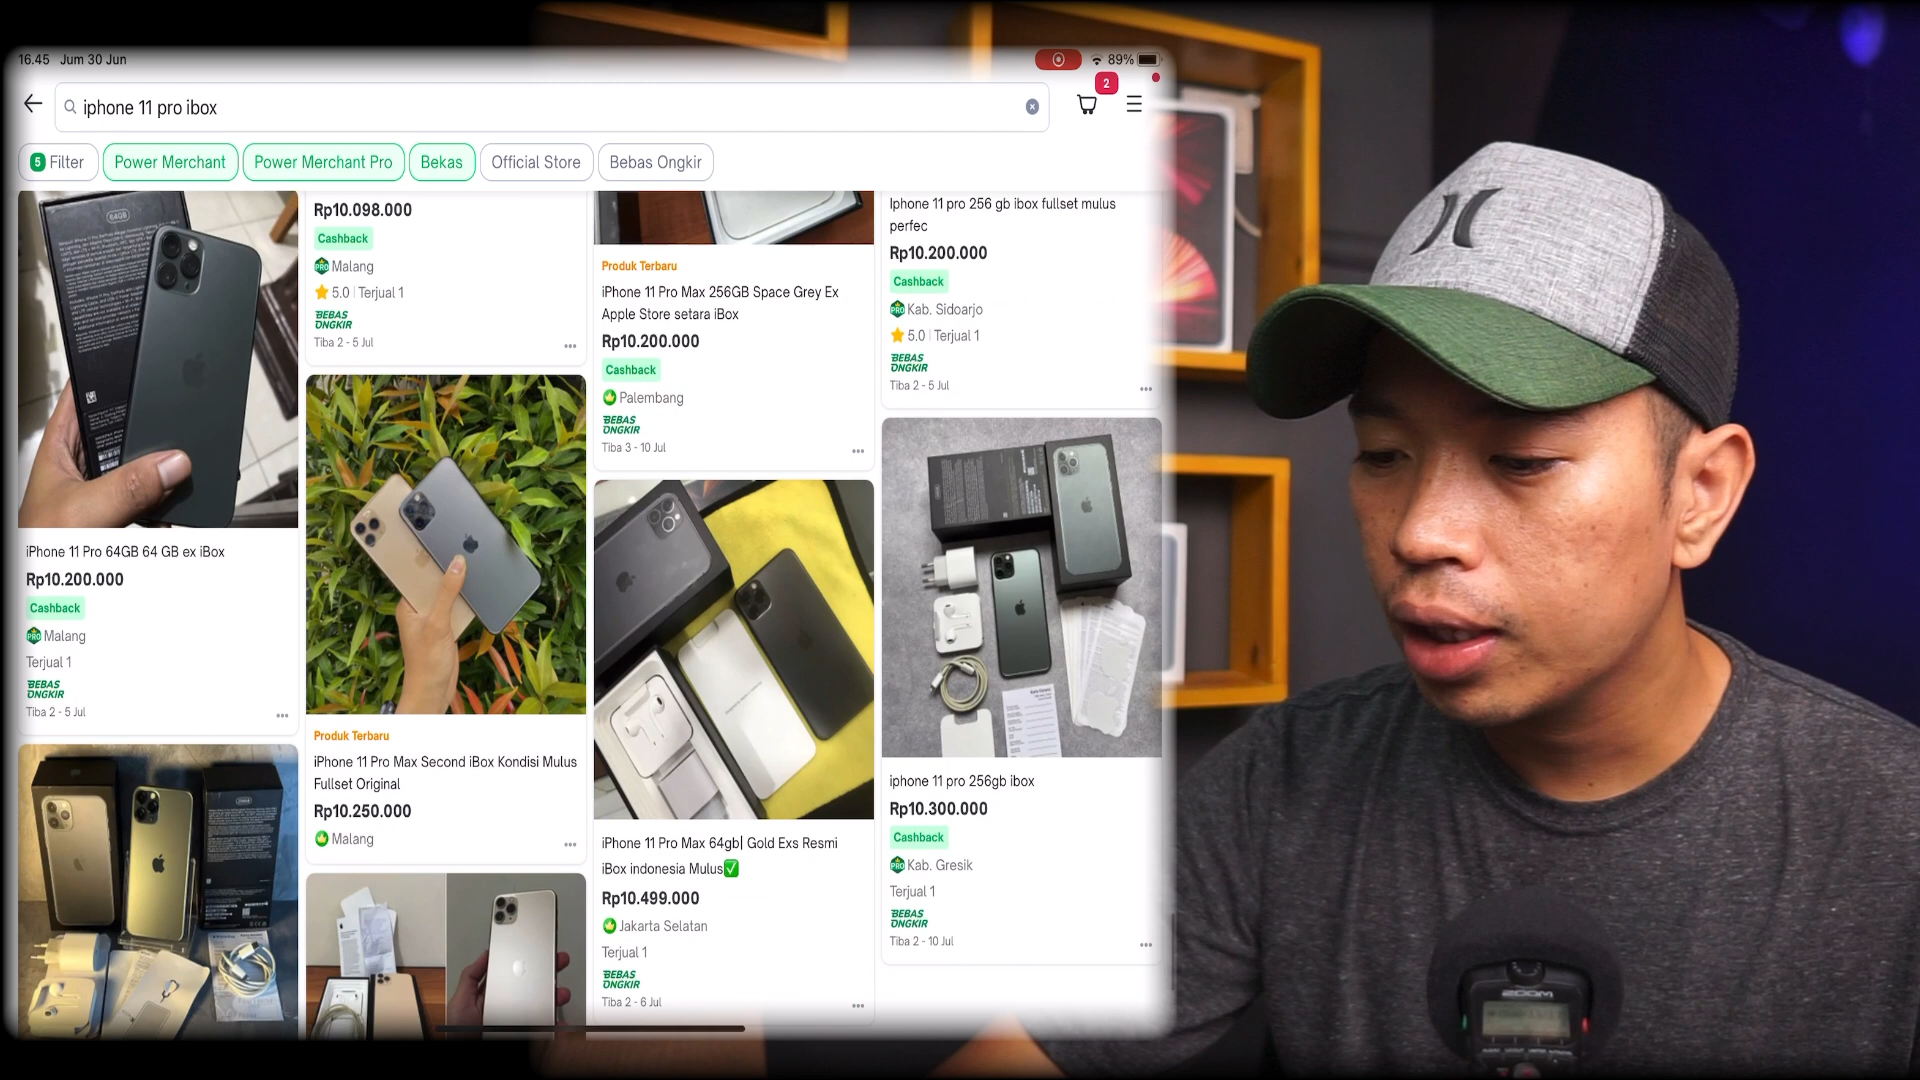 16.45 Jum 30 Jun
89%
2
iphone 11 pro ibox
5 Filter
Power Merchant
Power Merchant Pro
Bekas
Official Store
Bebas Ongkir
64GB
iPhone 11 Pro 64GB 64 GB ex iBox
Rp10.200.000
Cashback
PRO Malang
Terjual 1
BEBAS
ONGKIR
Tiba 2 - 5 Jul
Rp10.098.000
Cashback
PRO Malang
5.0 | Terjual 1
BEBAS
ONGKIR
Tiba 2 - 5 Jul
Produk Terbaru
iPhone 11 Pro Max Second iBox Kondisi Mulus
Fullset Original
Rp10.250.000
Malang
Produk Terbaru
iPhone 11 Pro Max 256GB Space Grey Ex
Apple Store setara iBox
Rp10.200.000
Cashback
Palembang
BEBAS
ONGKIR
Tiba 3 - 10 Jul
iPhone 11 Pro Max 64gb| Gold Exs Resmi
iBox indonesia Mulus✅
Rp10.499.000
Jakarta Selatan
Terjual 1
BEBAS
ONGKIR
Tiba 2 - 6 Jul
Iphone 11 pro 256 gb ibox fullset mulus
perfec
Rp10.200.000
Cashback
PRO Kab. Sidoarjo
5.0 | Terjual 1
BEBAS
ONGKIR
Tiba 2 - 5 Jul
iphone 11 pro 256gb ibox
Rp10.300.000
Cashback
PRO Kab. Gresik
Terjual 1
BEBAS
ONGKIR
Tiba 2 - 10 Jul
zoom